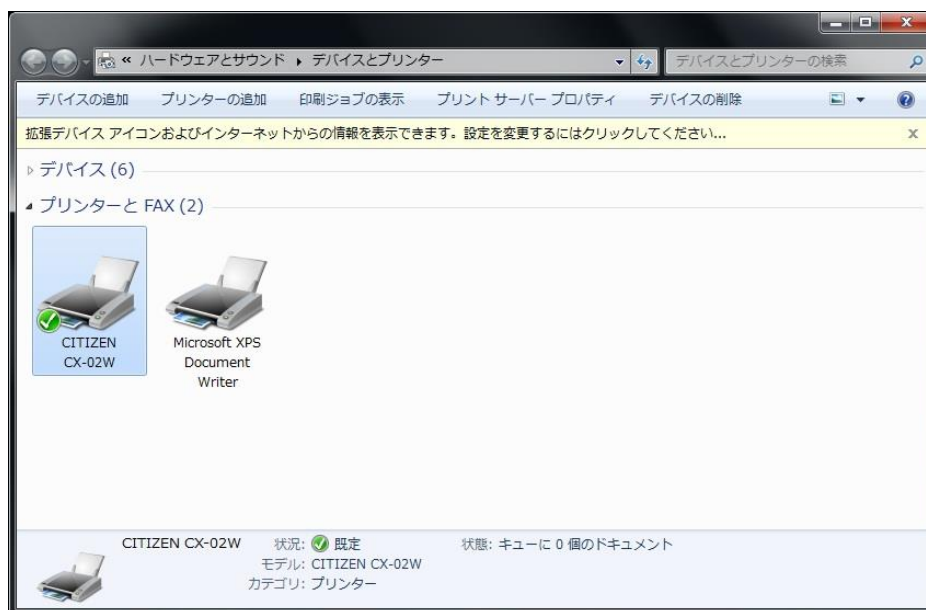 « ハードウェアとサウンド ▸ デバイスとプリンター
デバイスとプリンターの検索
デバイスの追加 プリンターの追加 印刷ジョブの表示 プリント サーバー プロパティ デバイスの削除
拡張デバイス アイコンおよびインターネットからの情報を表示できます。設定を変更するにはクリックしてください...
デバイス (6)
プリンターと FAX (2)
CITIZEN
CX-02W
Microsoft XPS
Document
Writer
CITIZEN CX-02W 状況: 既定 状態: キューに 0 個のドキュメント
モデル: CITIZEN CX-02W
カテゴリ: プリンター